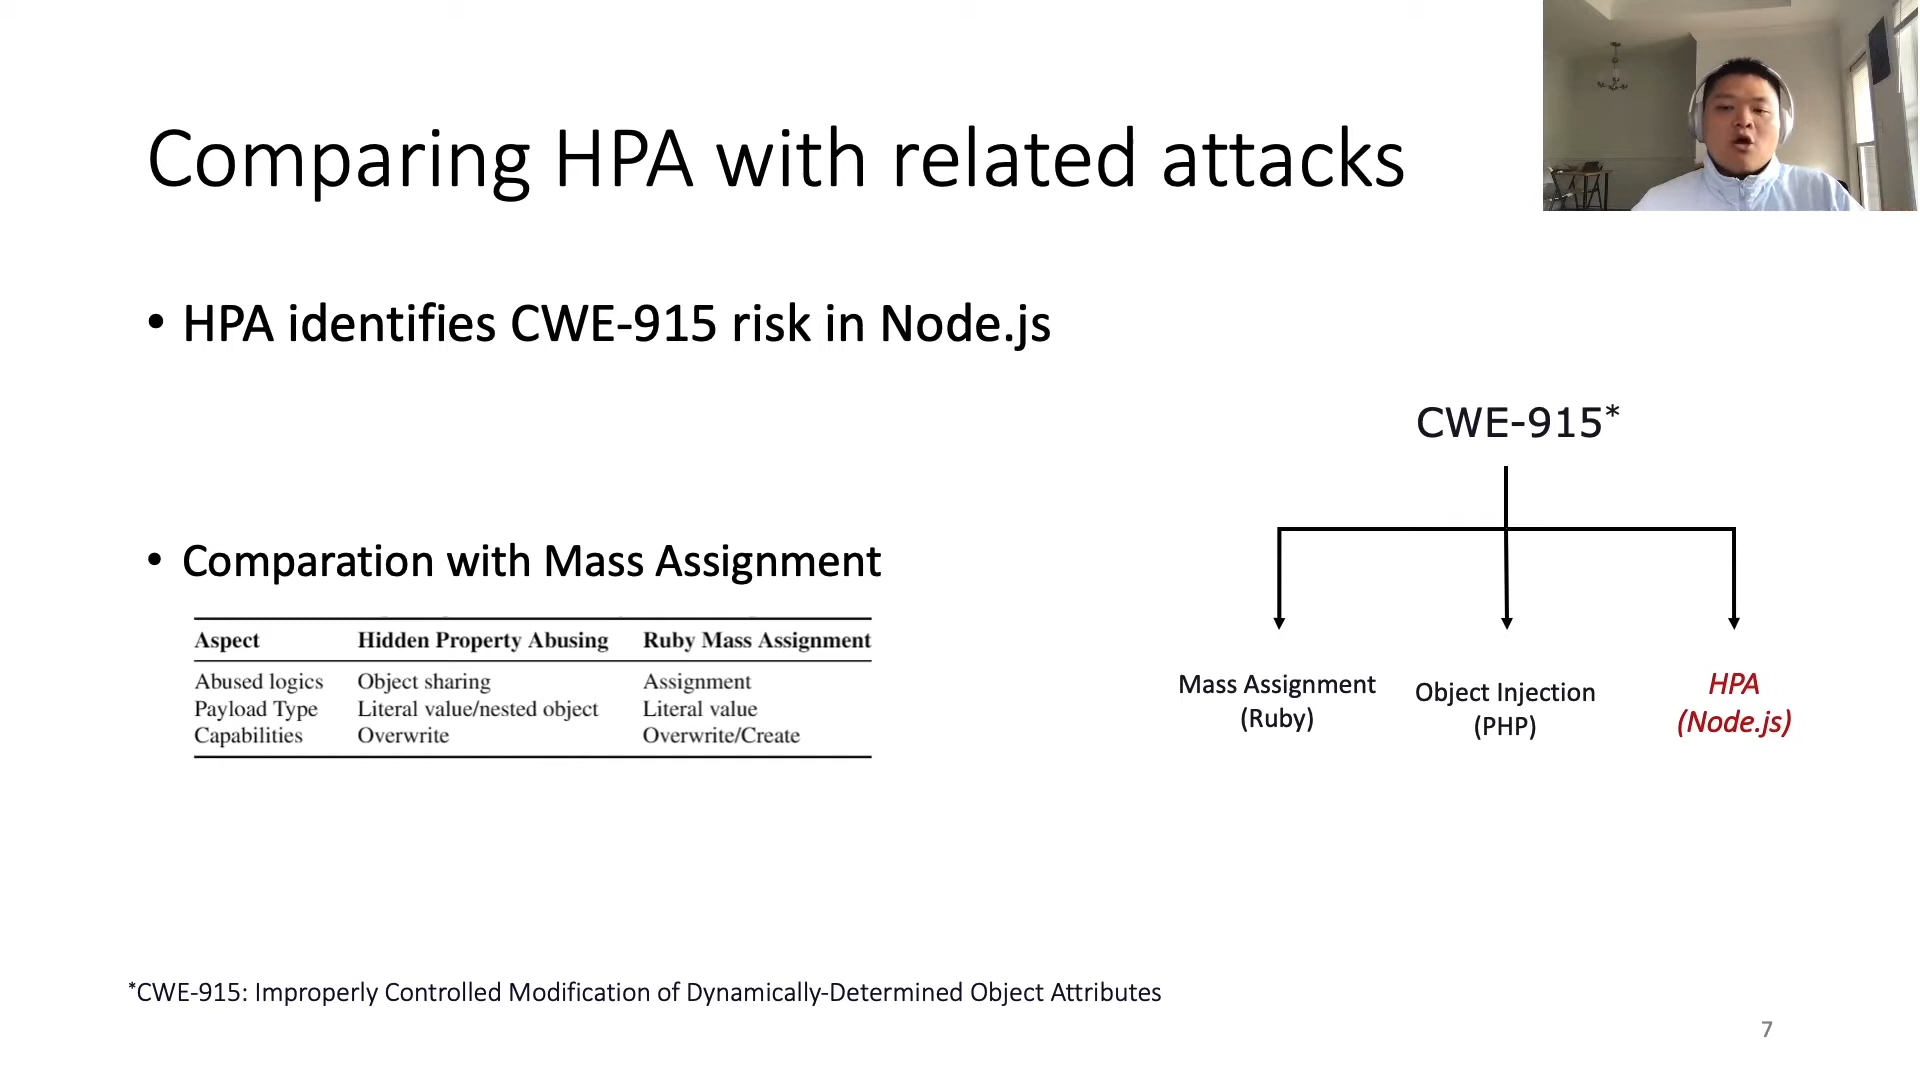 Comparing HPA with related attacks
• HPA identifies CWE-915 risk in Node.js
CWE-915*
• Comparation with Mass Assignment
Aspect Hidden Property Abusing Ruby Mass Assignment
Abused logics Object sharing Assignment
Payload Type Literal value/nested object Literal value
Capabilities Overwrite Overwrite/Create
Mass Assignment
(Ruby)
Object Injection
(PHP)
HPA
(Node.js)
*CWE-915: Improperly Controlled Modification of Dynamically-Determined Object Attributes
7